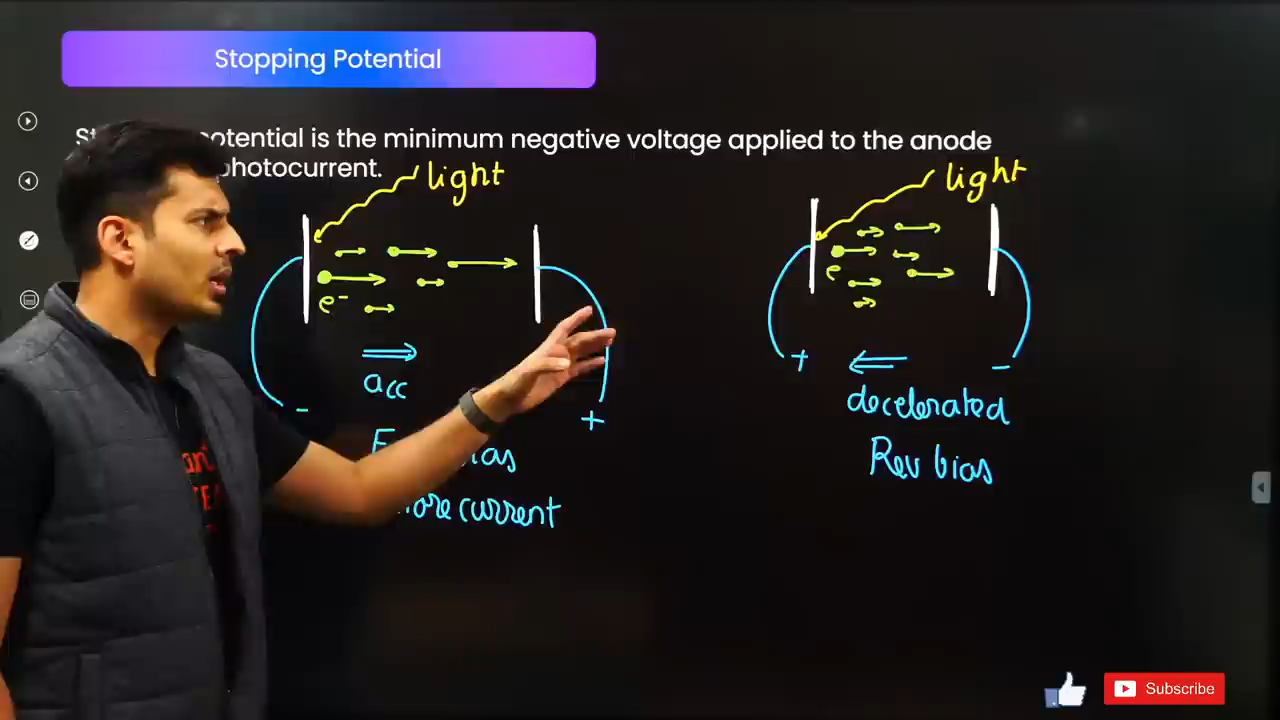 Stopping Potential
potential is the minimum negative voltage applied to the anode
photocurrent.
light
light
e-
e
acc
-
+
+
-
decelerated
Rev bias
current
Subscribe